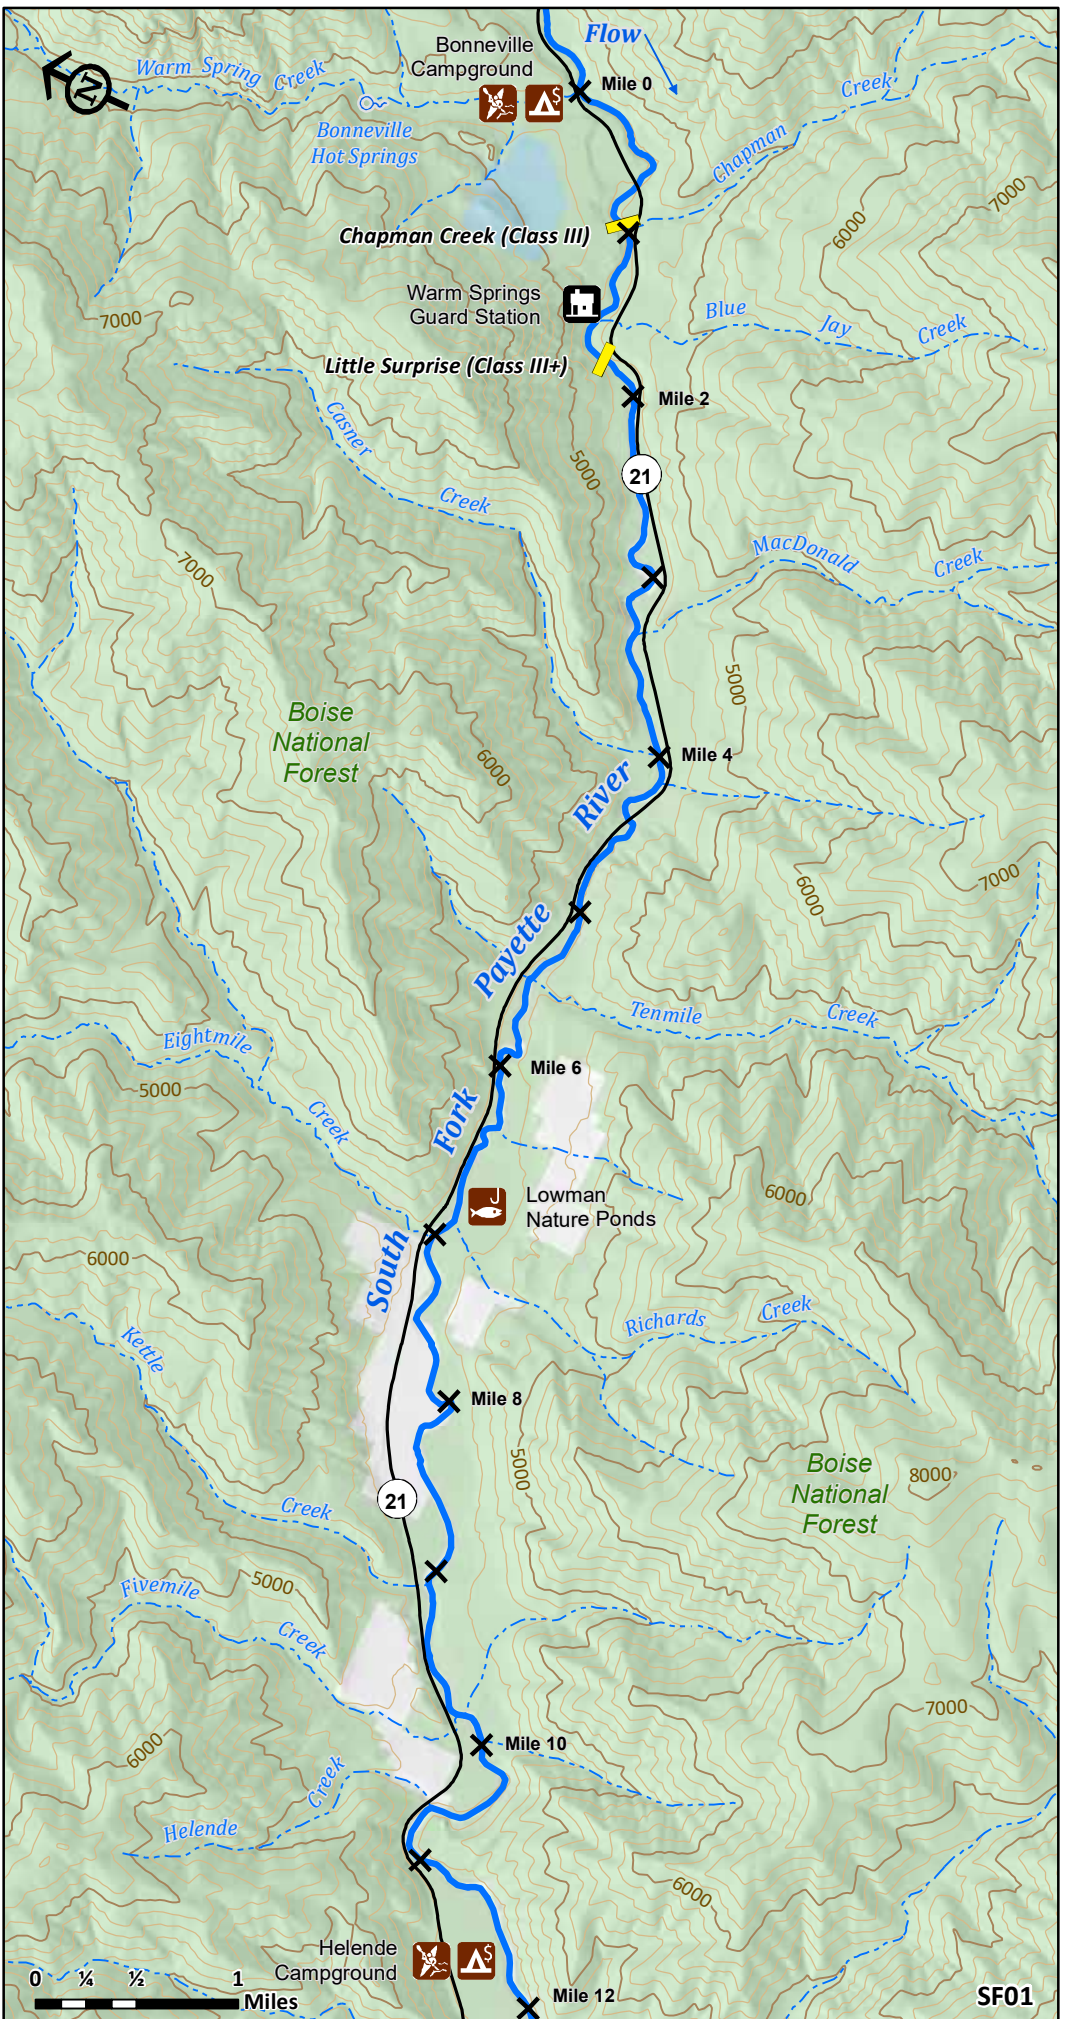 Flow
Bonneville
Campground
Mile 0
N
Warm Spring Creek
Creek
Chapman
Bonneville
Hot Springs
7000
6000
Chapman Creek (Class III)
Warm Springs
Guard Station
Blue Jay Creek
7000
Little Surprise (Class III+)
Mile 2
Casner
Creek
5000
21
MacDonald
Creek
7000
5000
Boise
National
Forest
6000
Mile 4
River
7000
6000
Payette
Tenmile
Creek
Eightmile
Creek
5000
Mile 6
Fork
6000
Lowman
Nature Ponds
South
6000
Kettle
Creek
Richards
Creek
Mile 8
5000
Boise
National
Forest
8000
21
5000
Fivemile
Creek
7000
Mile 10
6000
Creek
Helende
6000
Helende
Campground
0 ¼ ½ 1
Miles
Mile 12
SF01
$
$